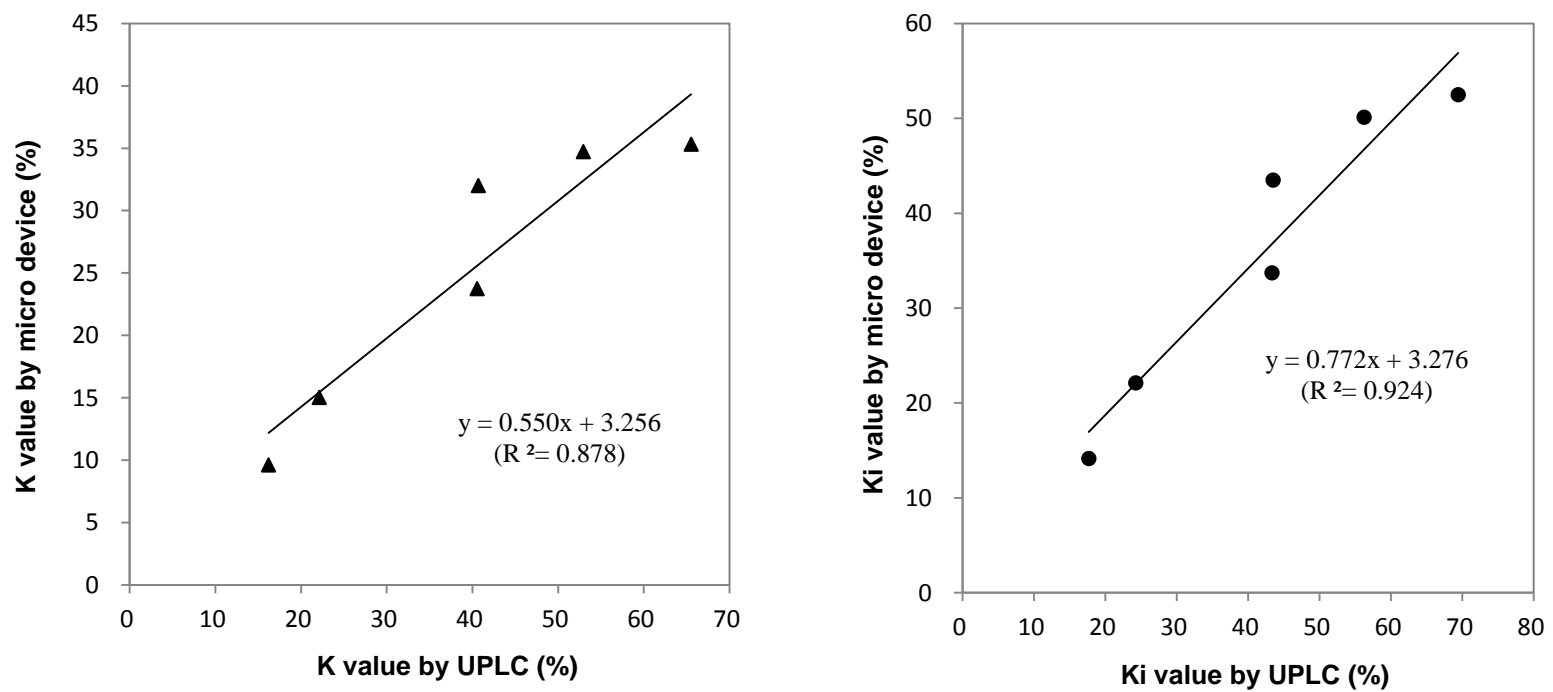 K value by micro device (%)
45
40
35
30
25
20
15
10
5
0
y = 0.550x + 3.256
(R ²= 0.878)
0 10 20 30 40 50 60 70
K value by UPLC (%)
Ki value by micro device (%)
60
50
40
30
20
10
0
y = 0.772x + 3.276
(R ²= 0.924)
0 10 20 30 40 50 60 70 80
Ki value by UPLC (%)